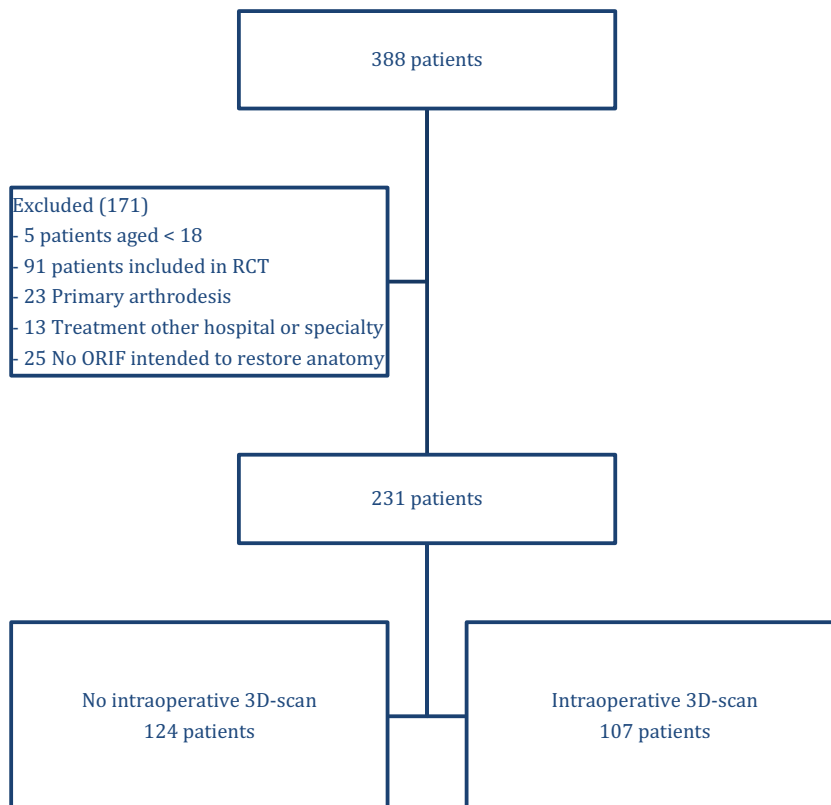 388 patients
Excluded (171)
- 5 patients aged < 18
- 91 patients included in RCT
- 23 Primary arthrodesis
- 13 Treatment other hospital or specialty
- 25 No ORIF intended to restore anatomy
231 patients
No intraoperative 3D-scan
124 patients
Intraoperative 3D-scan
107 patients